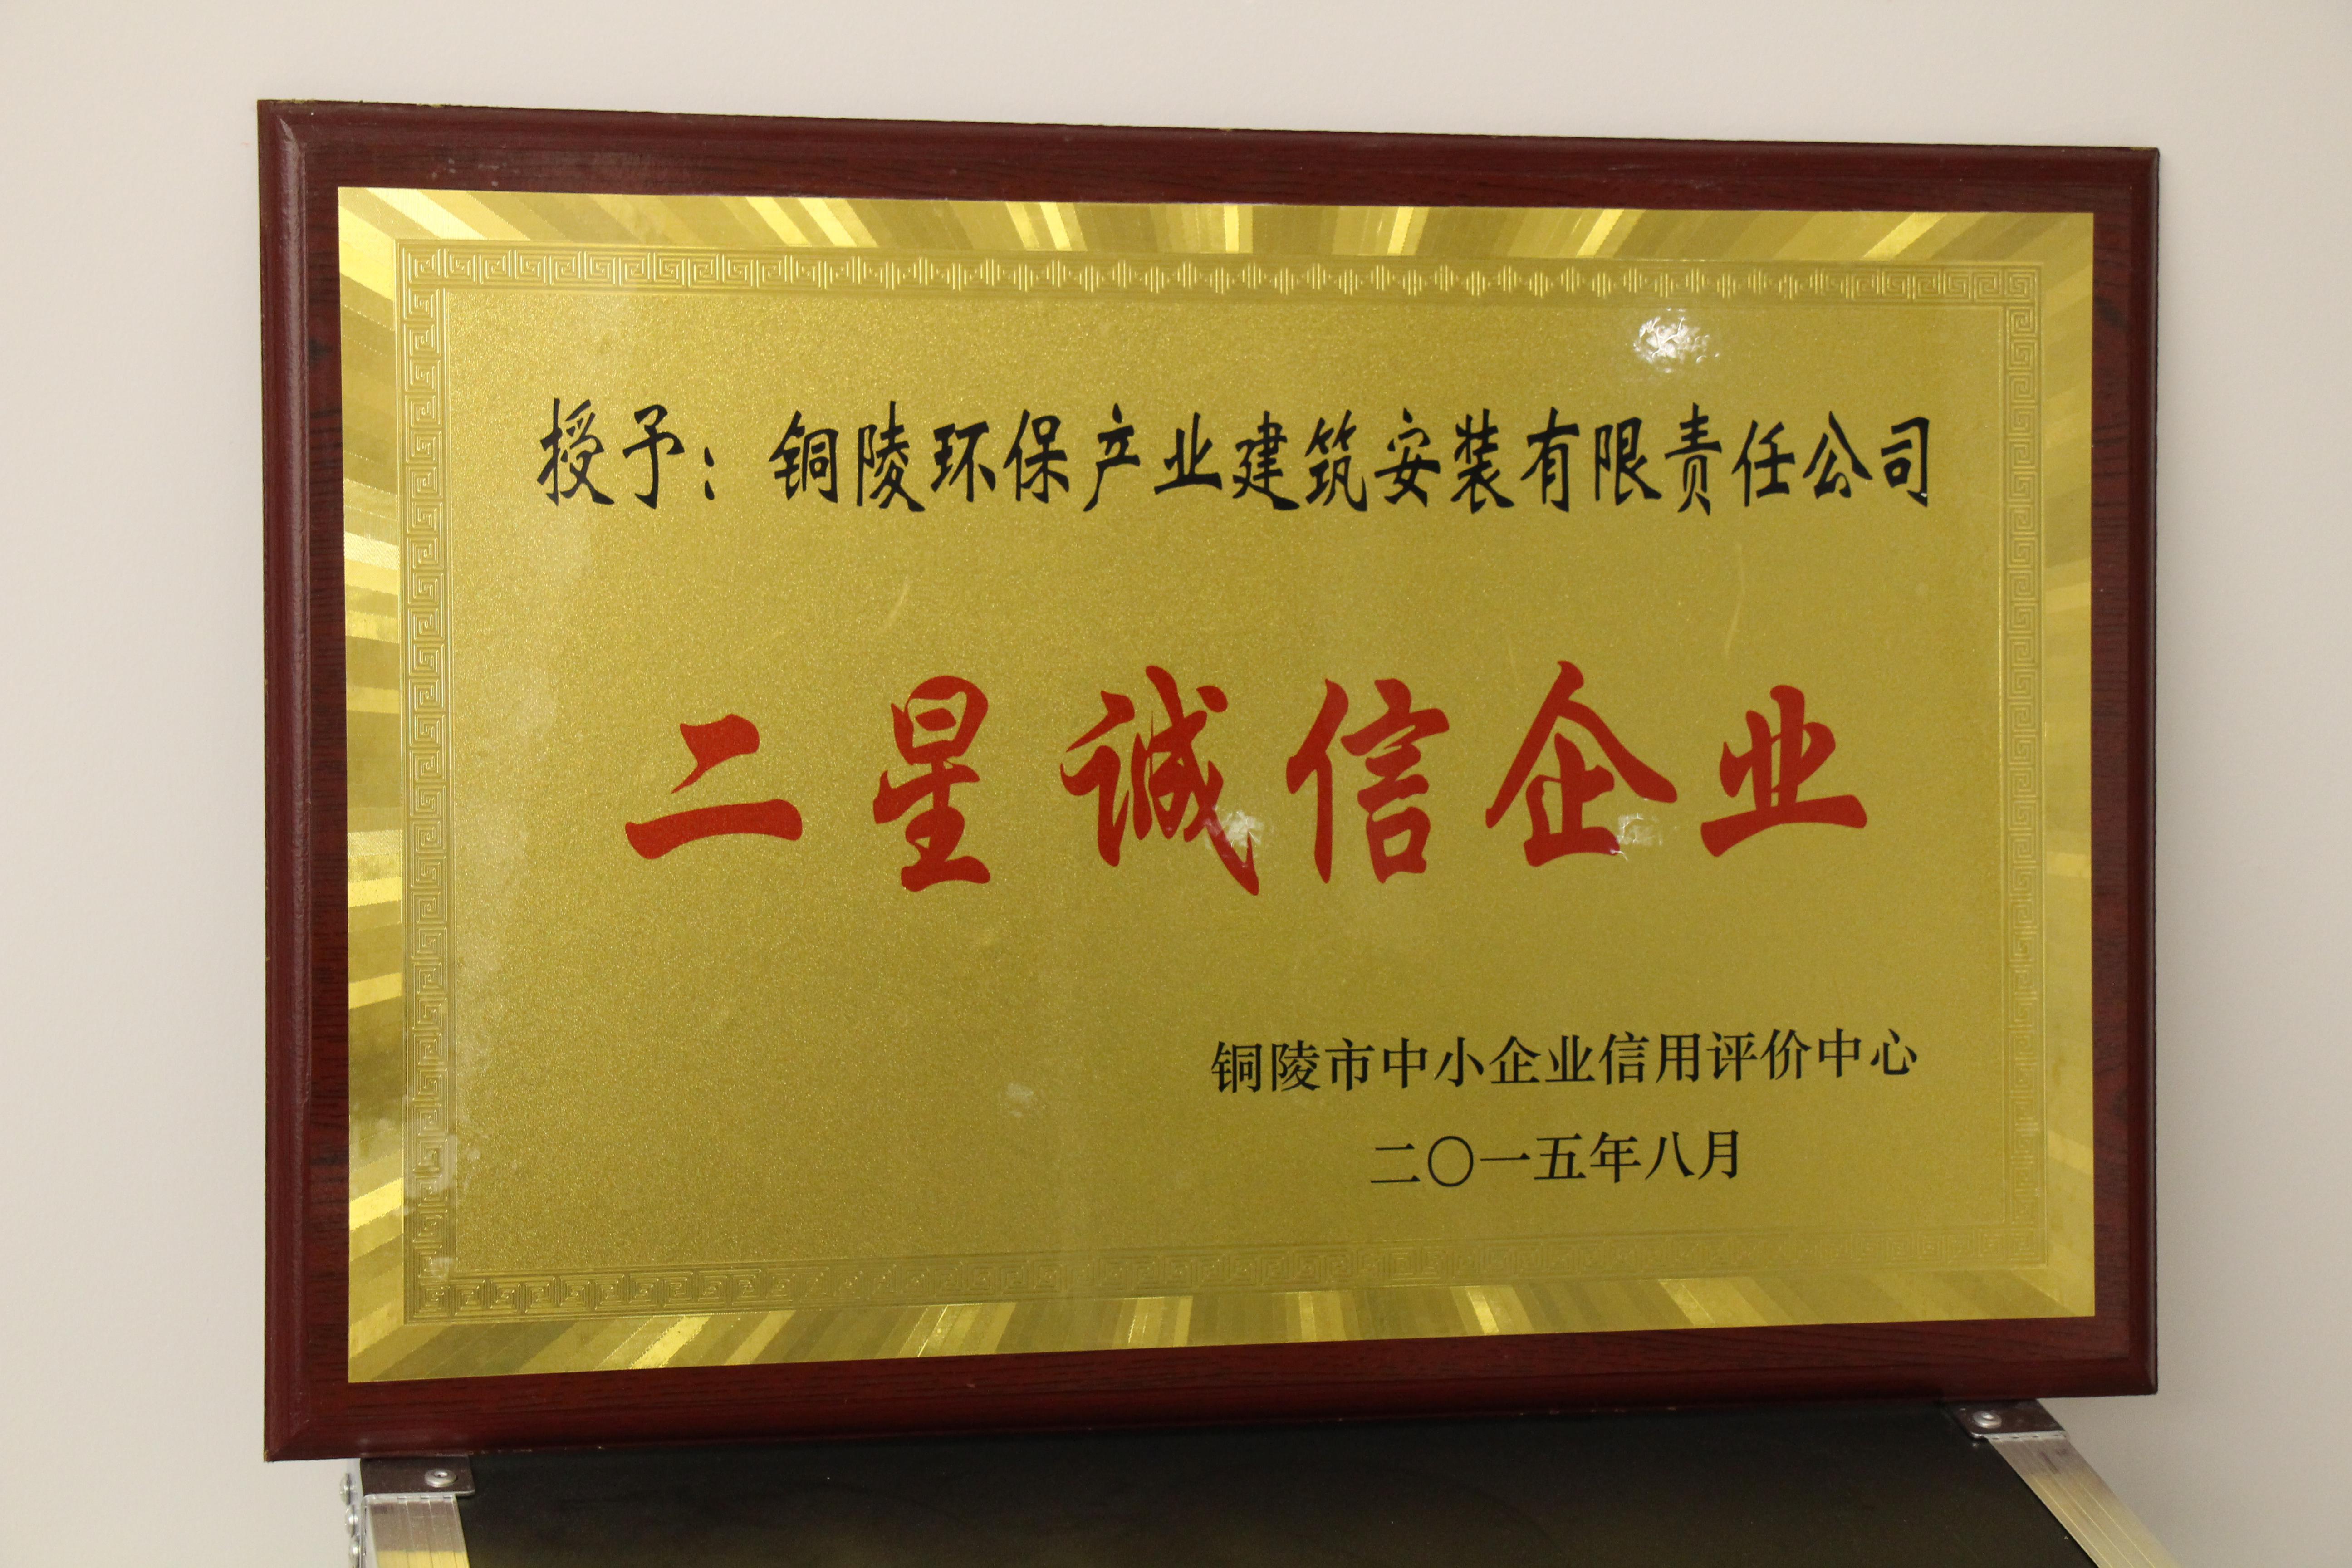 授予：铜陵环保产业建筑安装有限责任公司
二星诚信企业
铜陵市中小企业信用评价中心
二〇一五年八月